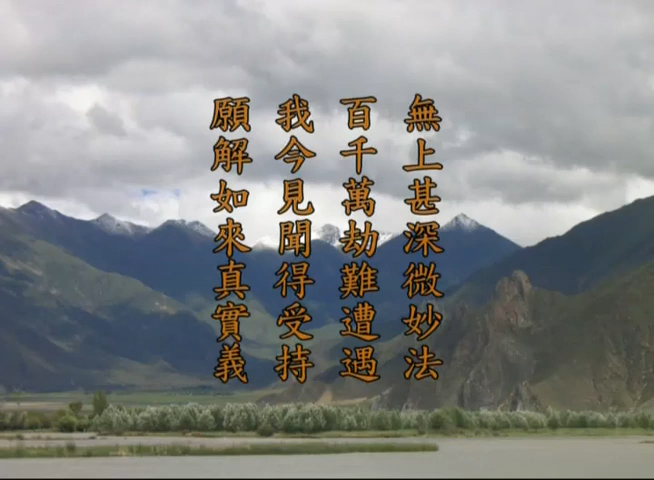 無上甚深微妙法
百千萬劫難遭遇
我今見聞得受持
願解如來真實義